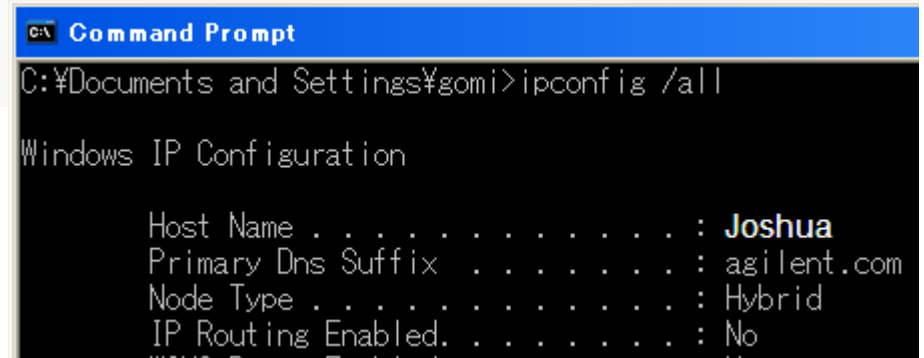 Command Prompt
C:¥Documents and Settings¥gomi>ipconfig /all
Windows IP Configuration
Host Name . . . . . . . . . . . . : Joshua
Primary Dns Suffix . . . . . . . : agilent.com
Node Type . . . . . . . . . . . . : Hybrid
IP Routing Enabled. . . . . . . . : No